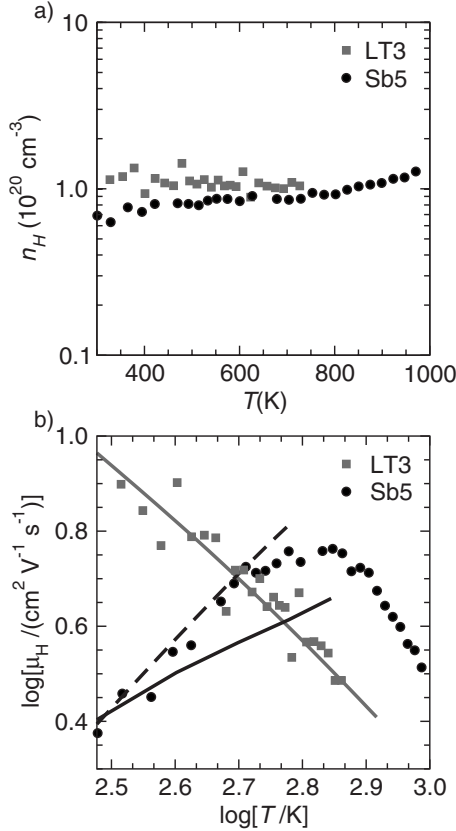 a)
10
LT3
Sb5
n_H (10^20 cm^-3)
1.0
0.1
400 600 800 1000
T(K)
b)
1.0
LT3
Sb5
0.8
log[μ_H /(cm^2 V^-1 s^-1)]
0.6
0.4
2.5 2.6 2.7 2.8 2.9 3.0
log[T/K]